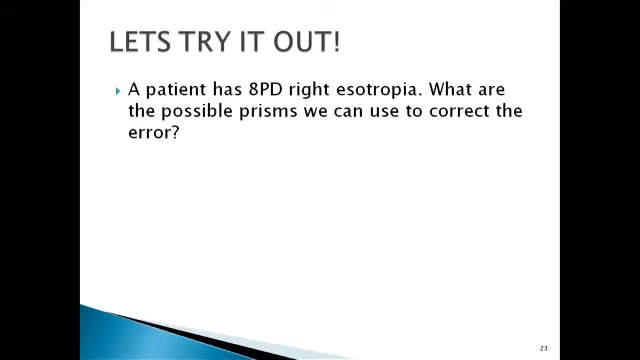 LETS TRY IT OUT!
A patient has 8PD right esotropia. What are
the possible prisms we can use to correct the
error?
23